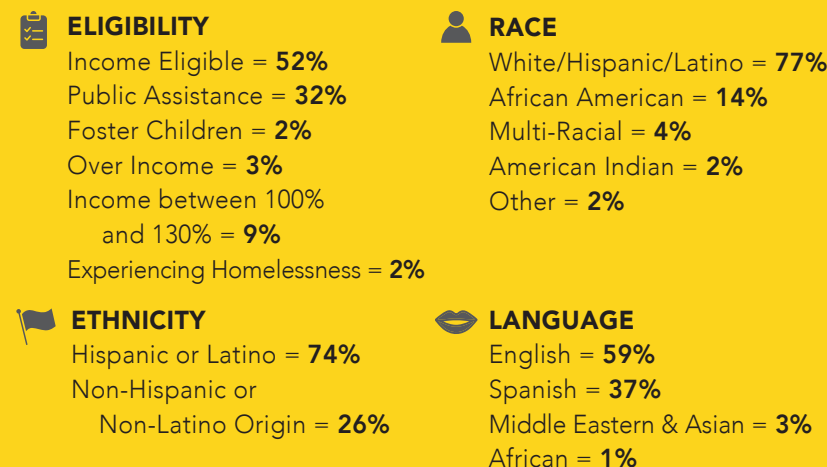 ELIGIBILITY
Income Eligible = 52%
Public Assistance = 32%
Foster Children = 2%
Over Income = 3%
Income between 100%
and 130% = 9%
Experiencing Homelessness = 2%
RACE
White/Hispanic/Latino = 77%
African American = 14%
Multi-Racial = 4%
American Indian = 2%
Other = 2%
ETHNICITY
Hispanic or Latino = 74%
Non-Hispanic or
Non-Latino Origin = 26%
LANGUAGE
English = 59%
Spanish = 37%
Middle Eastern & Asian = 3%
African = 1%